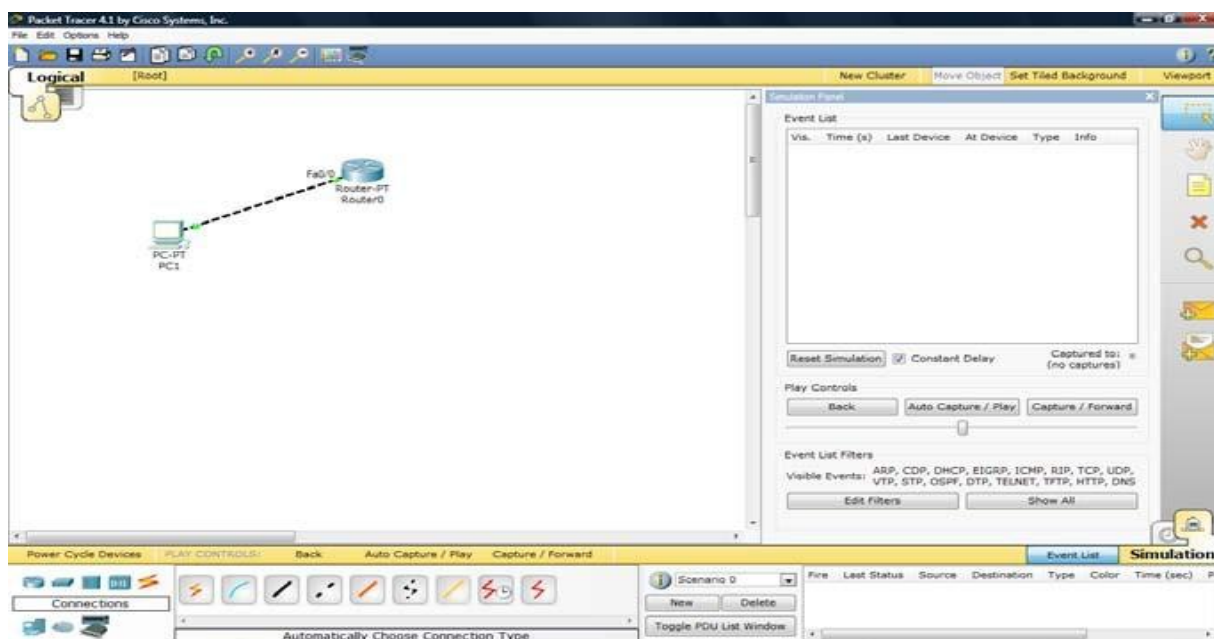 Packet Tracer 4.1 by Cisco Systems, Inc.
File Edit Options Help
Logical [Root] New Cluster Move Object Set Tiled Background Viewport
Simulation Panel
Event List
Vis. Time (s) Last Device At Device Type Info
Fa0/0
Router-PT
Router0
PC-PT
PC1
Reset Simulation Constant Delay Captured to:
(no captures)
Play Controls
Back Auto Capture / Play Capture / Forward
Event List Filters
Visible Events: ARP, CDP, DHCP, EIGRP, ICMP, RIP, TCP, UDP,
VTP, STP, OSPF, DTP, TELNET, TFTP, HTTP, DNS
Edit Filters Show All
Power Cycle Devices PLAY CONTROLS: Back Auto Capture / Play Capture / Forward Event List Simulation
Scenario 0 Fire Last Status Source Destination Type Color Time (sec) P
Connections New Delete
Toggle PDU List Window
Automatically Choose Connection Type